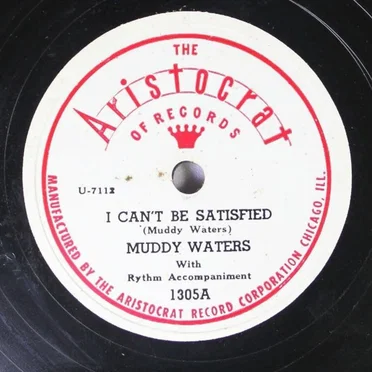 THE
Aristocrat
OF RECORDS
U-7112
I CAN'T BE SATISFIED
(Muddy Waters)
MUDDY WATERS
With
Rythm Accompaniment
1305A
MANUFACTURED BY THE ARISTOCRAT RECORD CORPORATION CHICAGO, ILL.